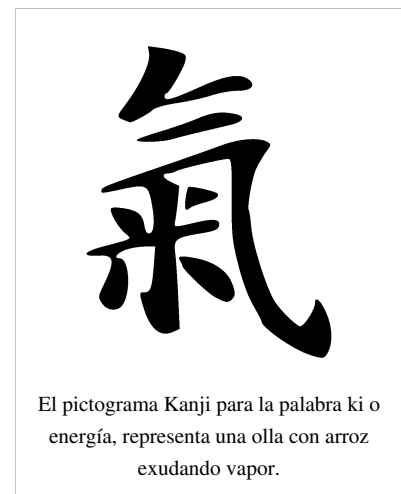 氣
El pictograma Kanji para la palabra ki o
energía, representa una olla con arroz
exudando vapor.